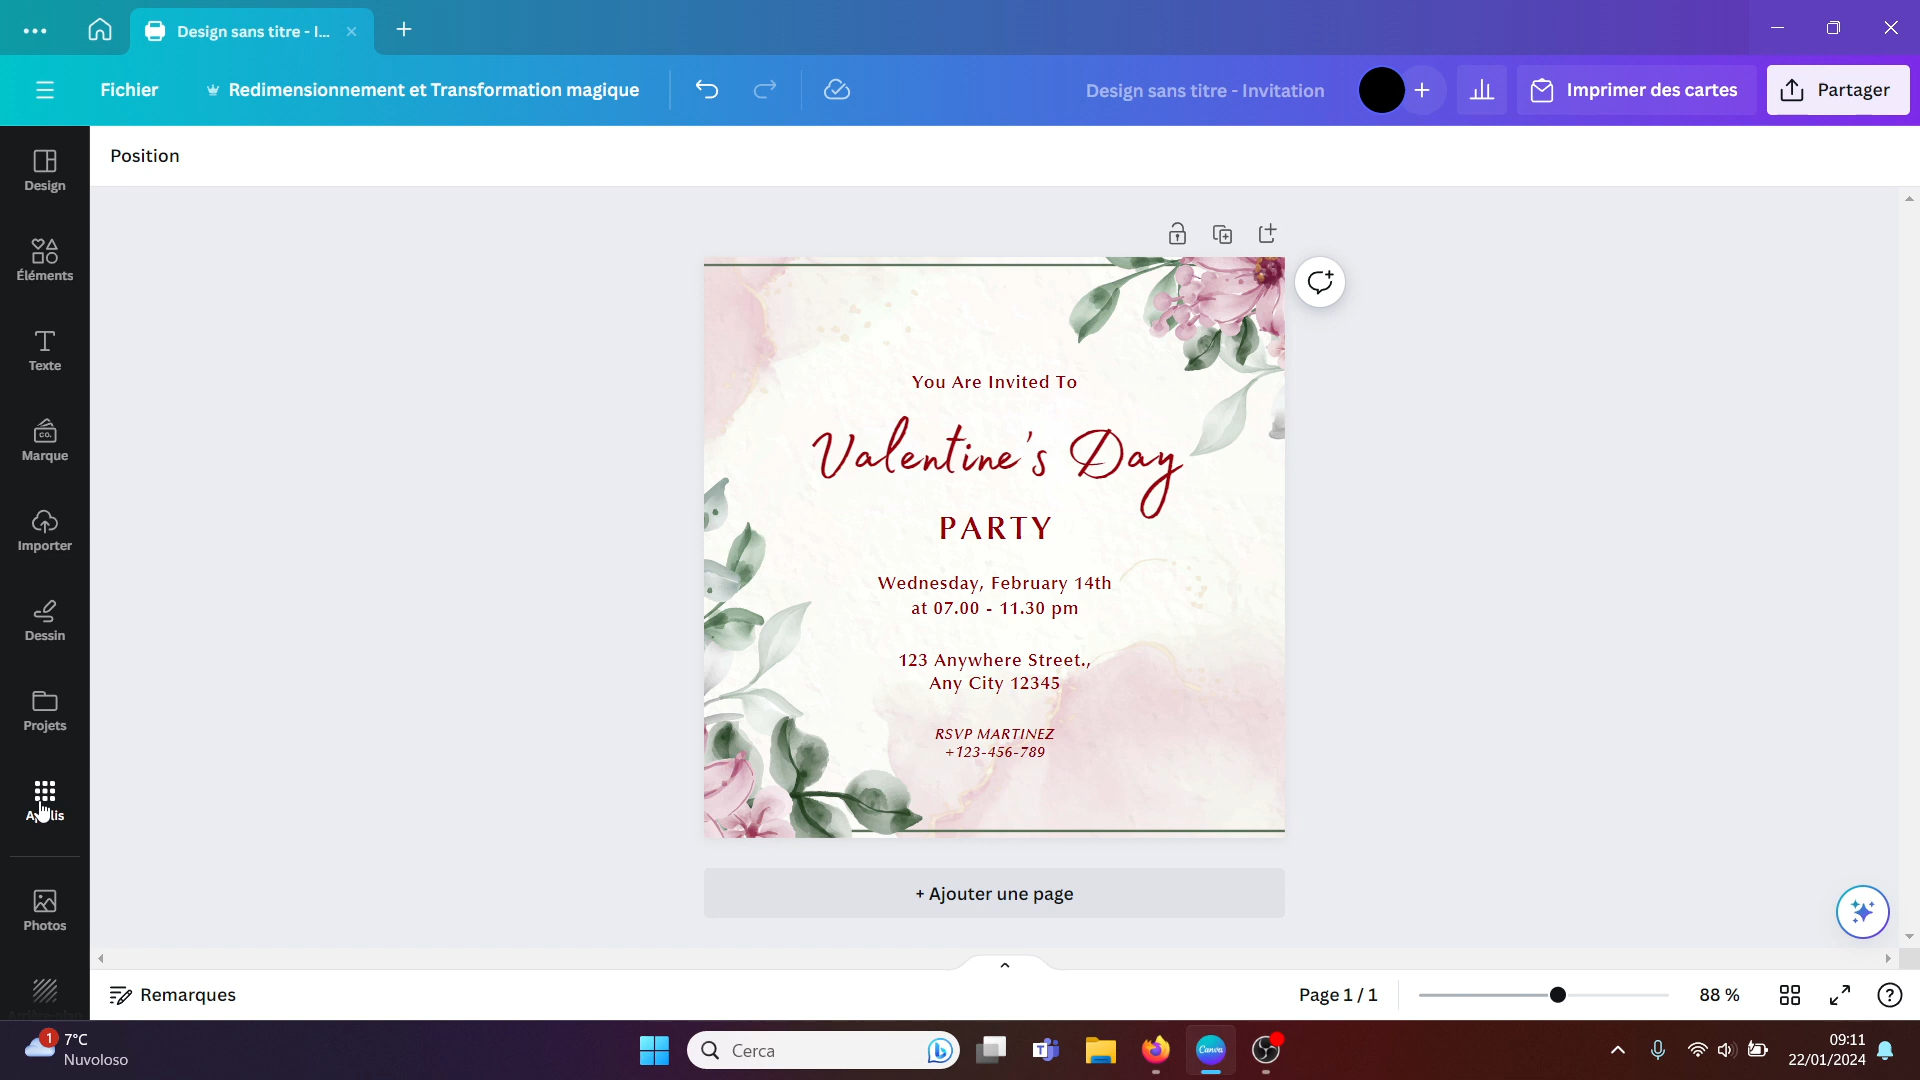 Design sans titre - I...
Fichier
Redimensionnement et Transformation magique
Design sans titre - Invitation
Imprimer des cartes
Partager
Position
Design
Éléments
Texte
Marque
CO.
Importer
Dessin
Projets
Photos
You Are Invited To
Valentine's Day
PARTY
Wednesday, February 14th
at 07.00 - 11.30 pm
123 Anywhere Street.,
Any City 12345
RSVP MARTINEZ
+123-456-789
+ Ajouter une page
Remarques
Page 1 / 1
88 %
1
7°C
Nuvoloso
Cerca
Canva
09:11
22/01/2024